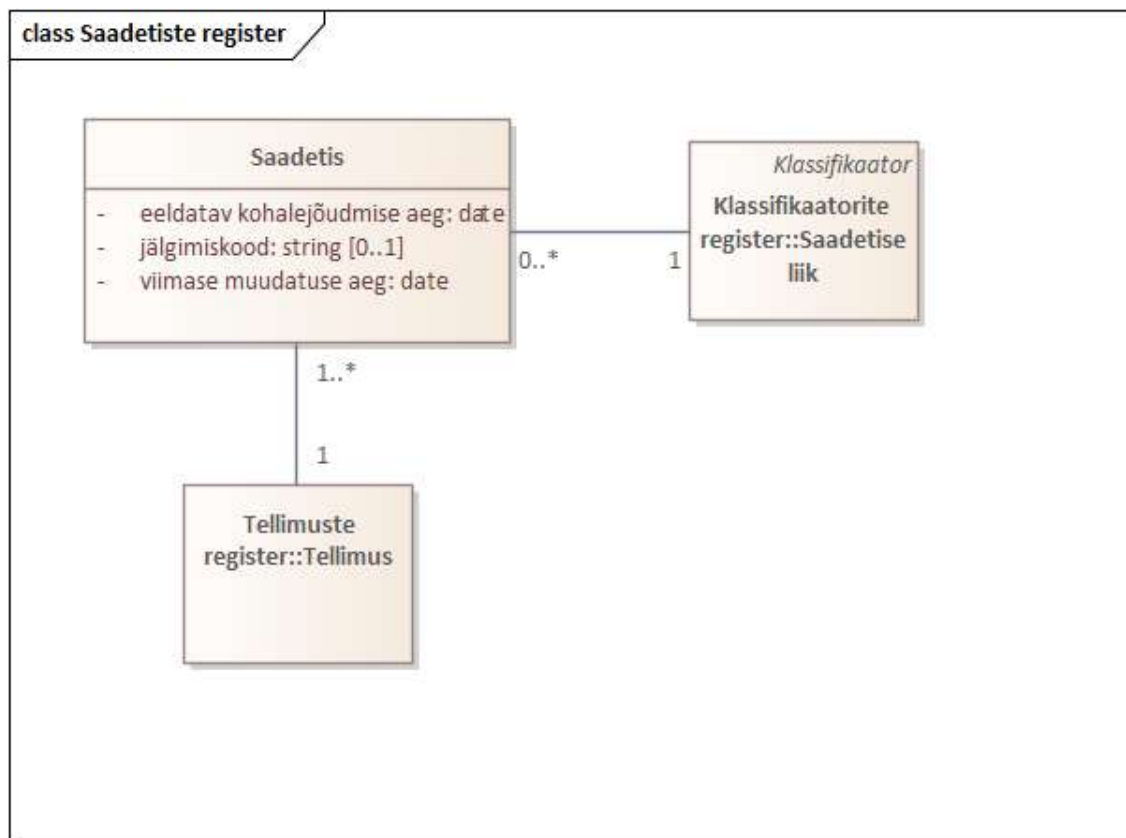 class Saadetiste register
Saadetis
- eeldatav kohalejõudmise aeg: date
- jälgimiskood: string [0..1]
- viimase muudatuse aeg: date
0..*
1
Klassifikaator
Klassifikaatorite
register::Saadetise
liik
1..*
1
Tellimuste
register::Tellimus